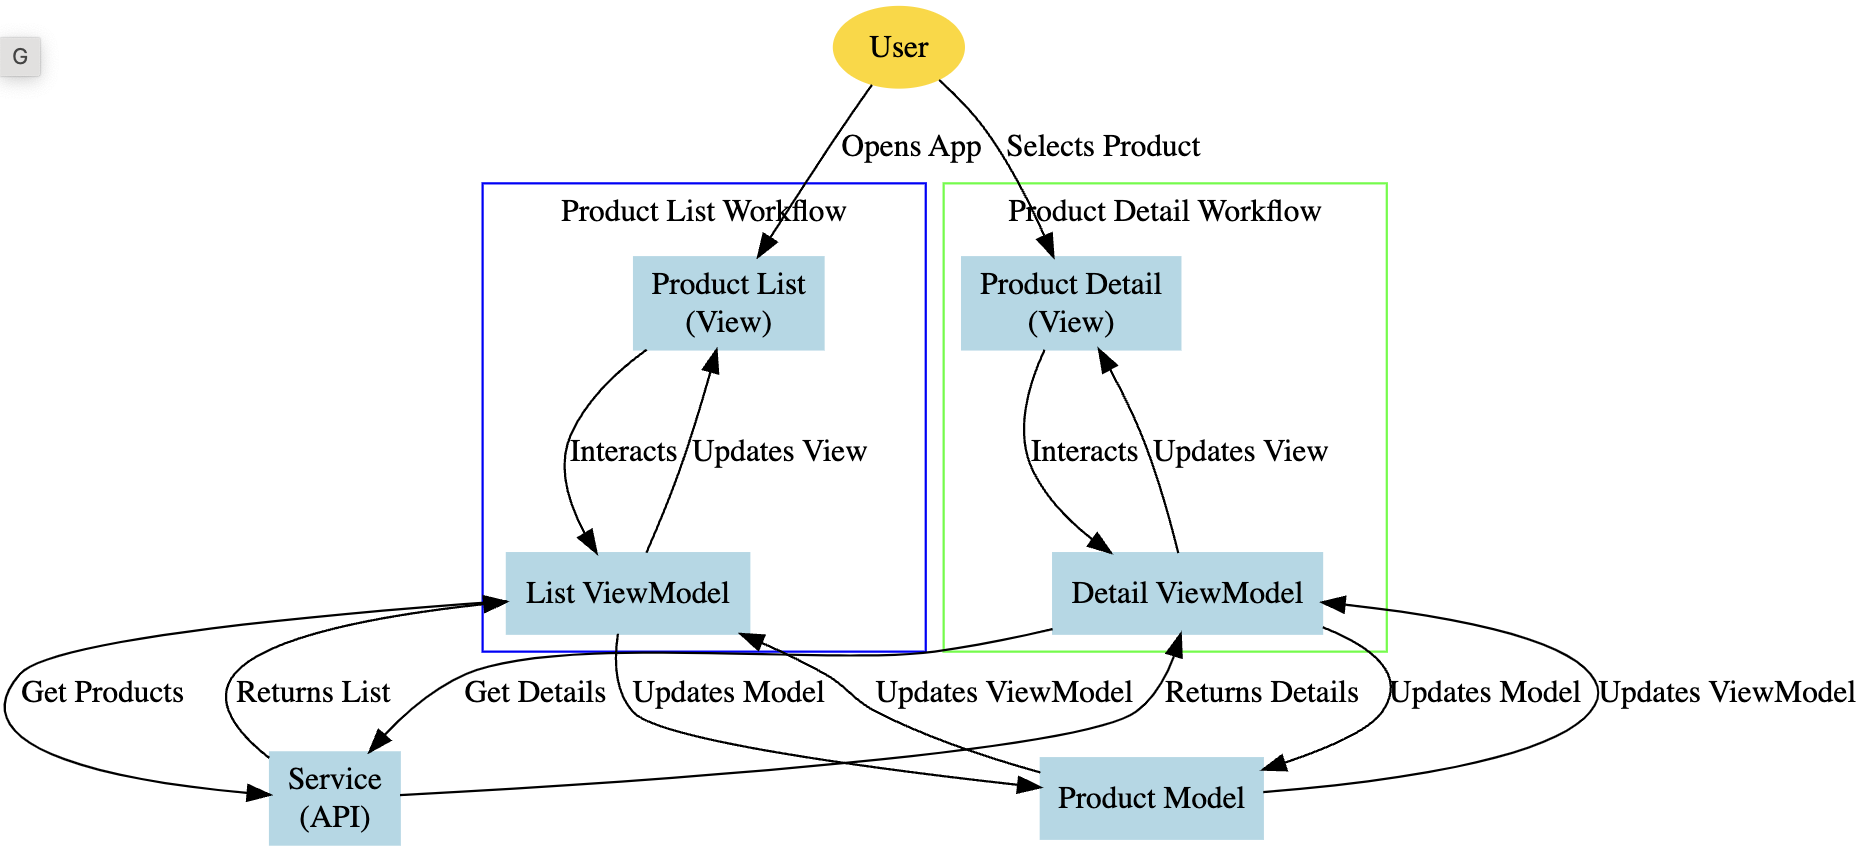 G
User
Opens App
Selects Product
Product List Workflow
Product Detail Workflow
Product List
(View)
Product Detail
(View)
Interacts
Updates View
Interacts
Updates View
List ViewModel
Detail ViewModel
Get Products
Returns List
Get Details
Updates Model
Updates ViewModel
Returns Details
Updates Model
Updates ViewModel
Service
(API)
Product Model